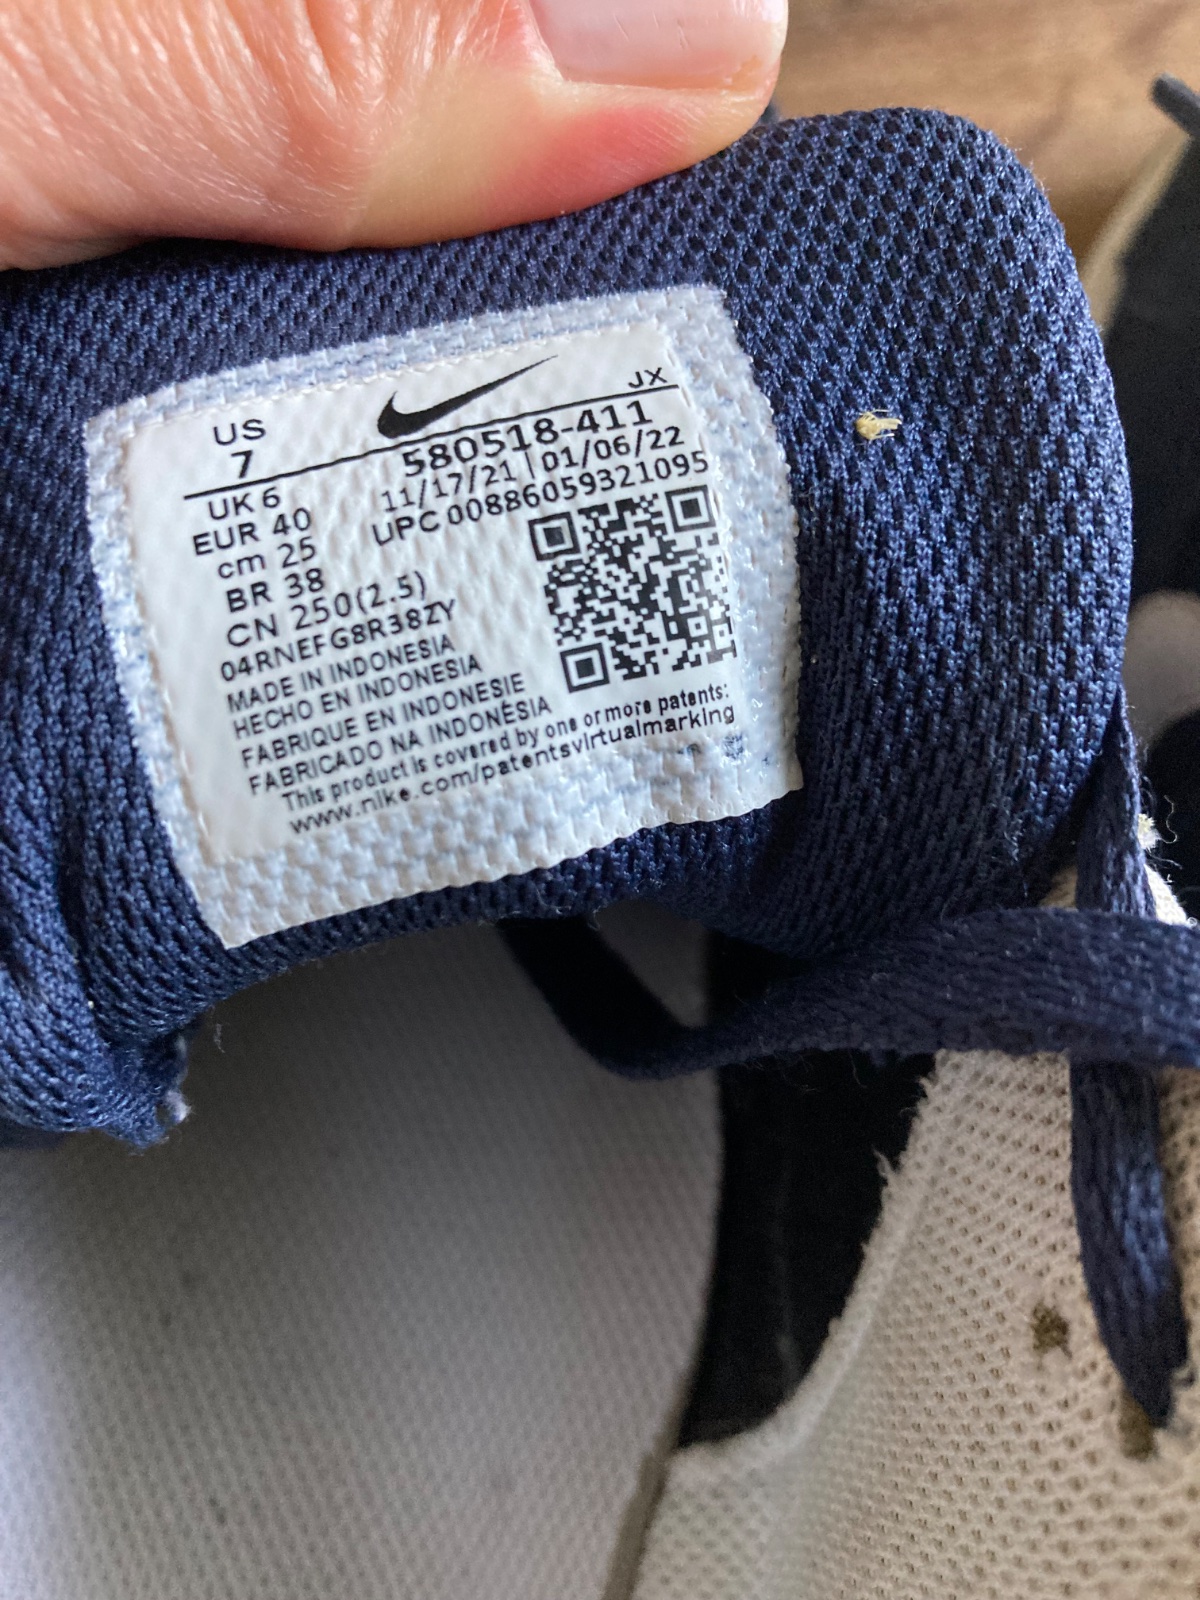 US
7
JX
580518-411
11/17/21 | 01/06/22
UPC 00886059321095
UK 6
EUR 40
cm 25
BR 38
CN 250(2.5)
04RNEFG8R38ZY
MADE IN INDONESIA
HECHO EN INDONESIA
FABRIQUE EN INDONESIE
FABRICADO NA INDONÉSIA
This product is covered by one or more patents:
www.nike.com/patentsvirtualmarking